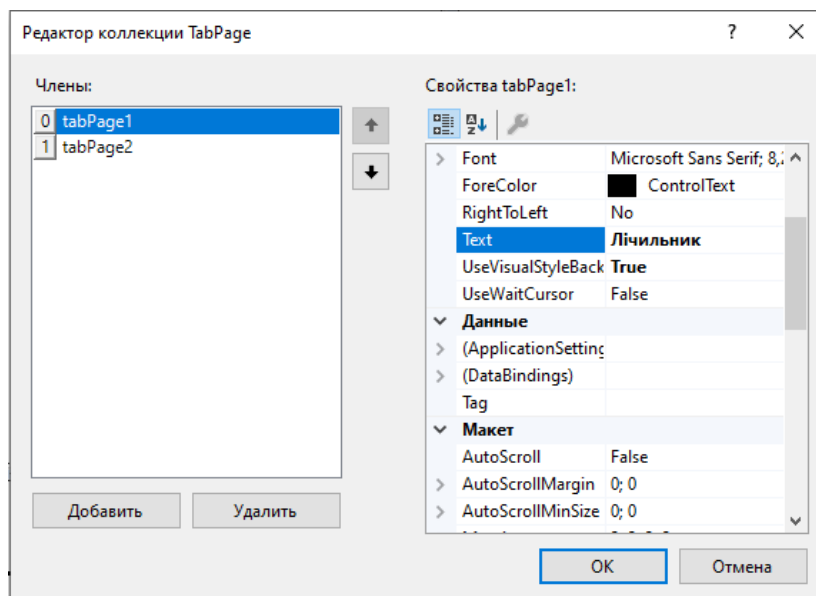 Редактор коллекции TabPage
?
Члены:
0 tabPage1
1 tabPage2
Добавить
Удалить
Свойства tabPage1:
Font Microsoft Sans Serif; 8,2
ForeColor ControlText
RightToLeft No
Text Лічильник
UseVisualStyleBack True
UseWaitCursor False
Данные
(ApplicationSetting
(DataBindings)
Tag
Макет
AutoScroll False
AutoScrollMargin 0; 0
AutoScrollMinSize 0; 0
OK
Отмена